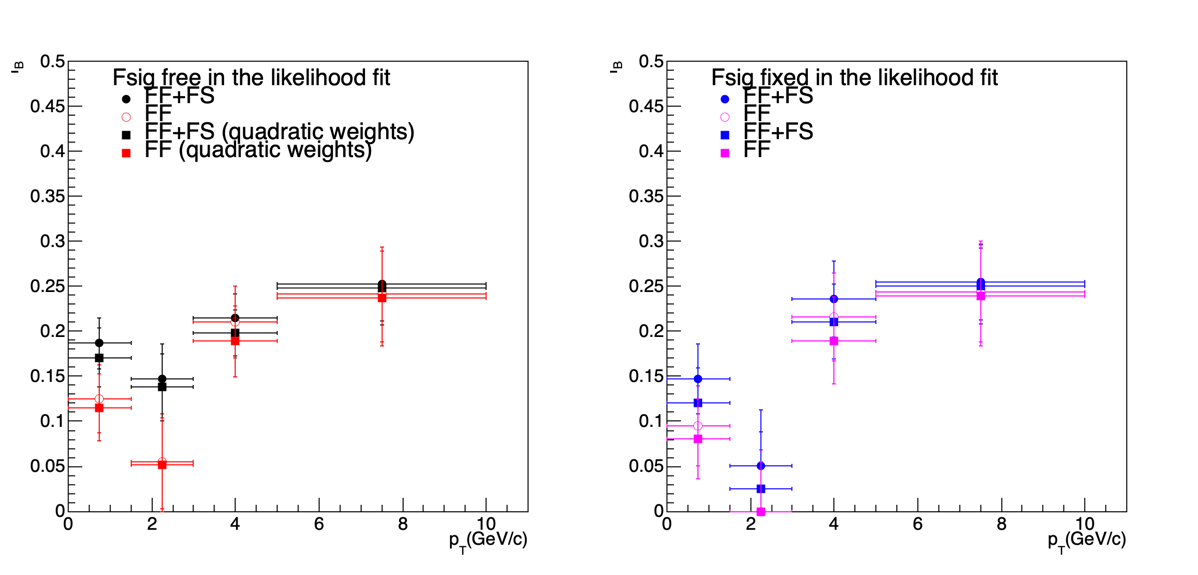 0.5
0.45
0.4
0.35
0.3
0.25
0.2
0.15
0.1
0.05
0
Fsig free in the likelihood fit
FF+FS
FF
FF+FS (quadratic weights)
FF (quadratic weights)
0 2 4 6 8 10
pT(GeV/c)
0.5
0.45
0.4
0.35
0.3
0.25
0.2
0.15
0.1
0.05
0
Fsig fixed in the likelihood fit
FF+FS
FF
FF+FS
FF
0 2 4 6 8 10
pT(GeV/c)